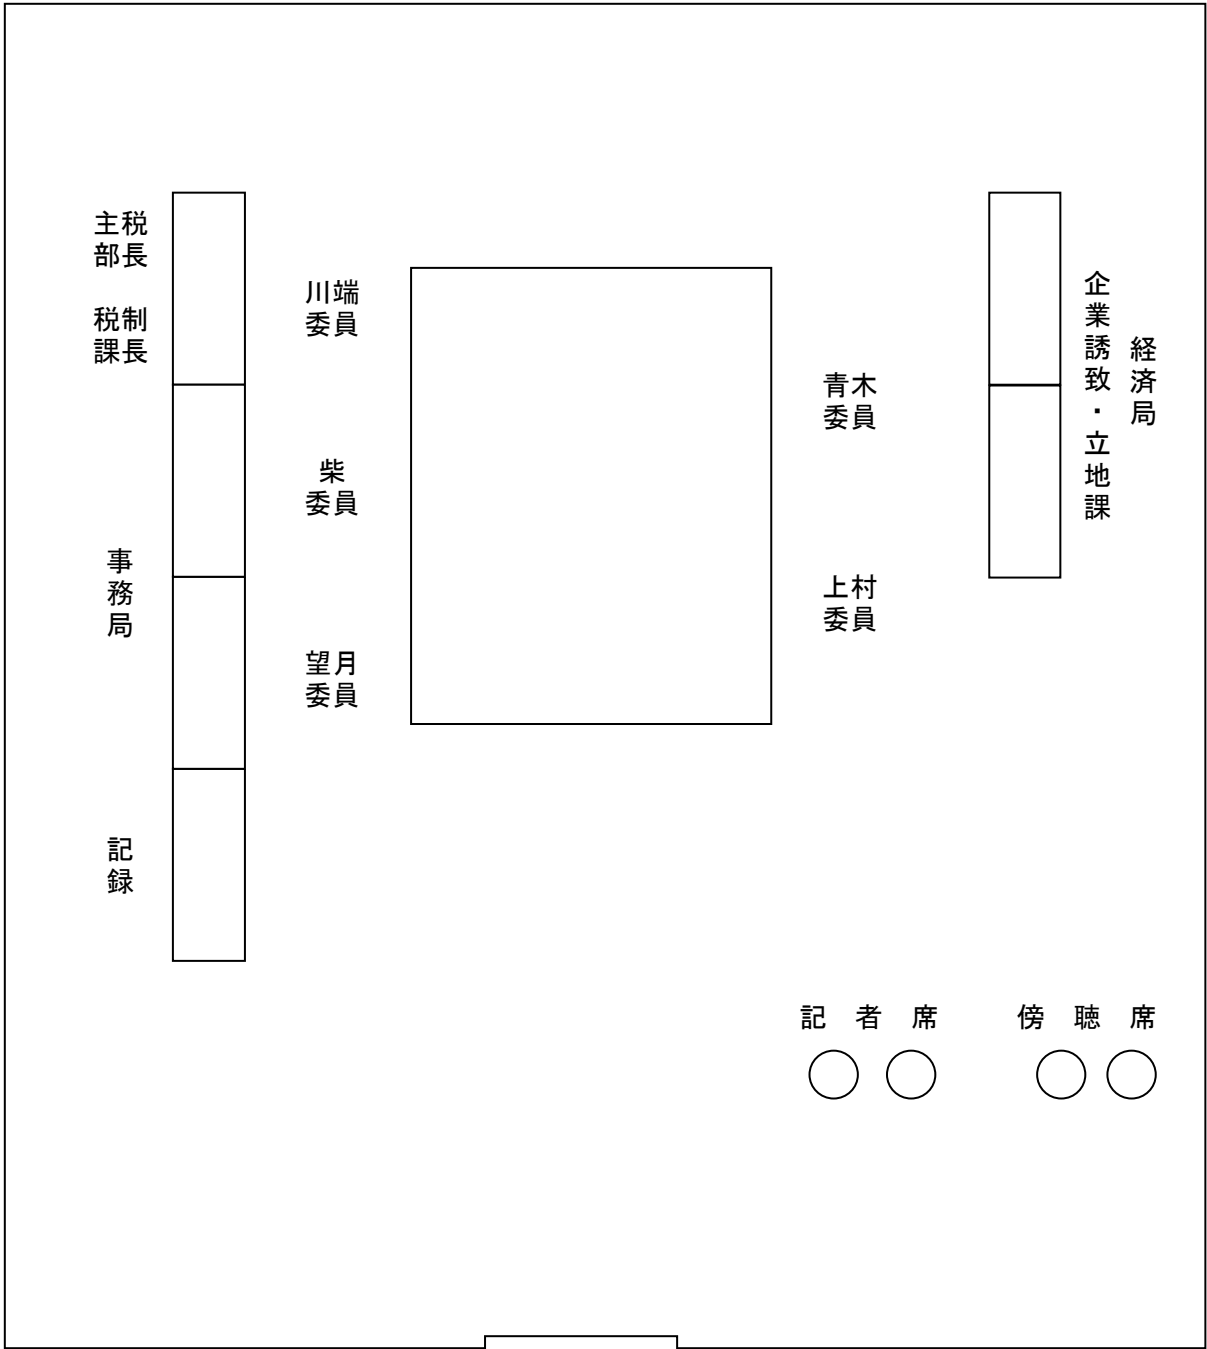 主税
部長
税制
課長
川端
委員
青木
委員
経済局
企業誘致・立地課
柴
委員
事務局
上村
委員
望月
委員
記録
記者席
傍聴席